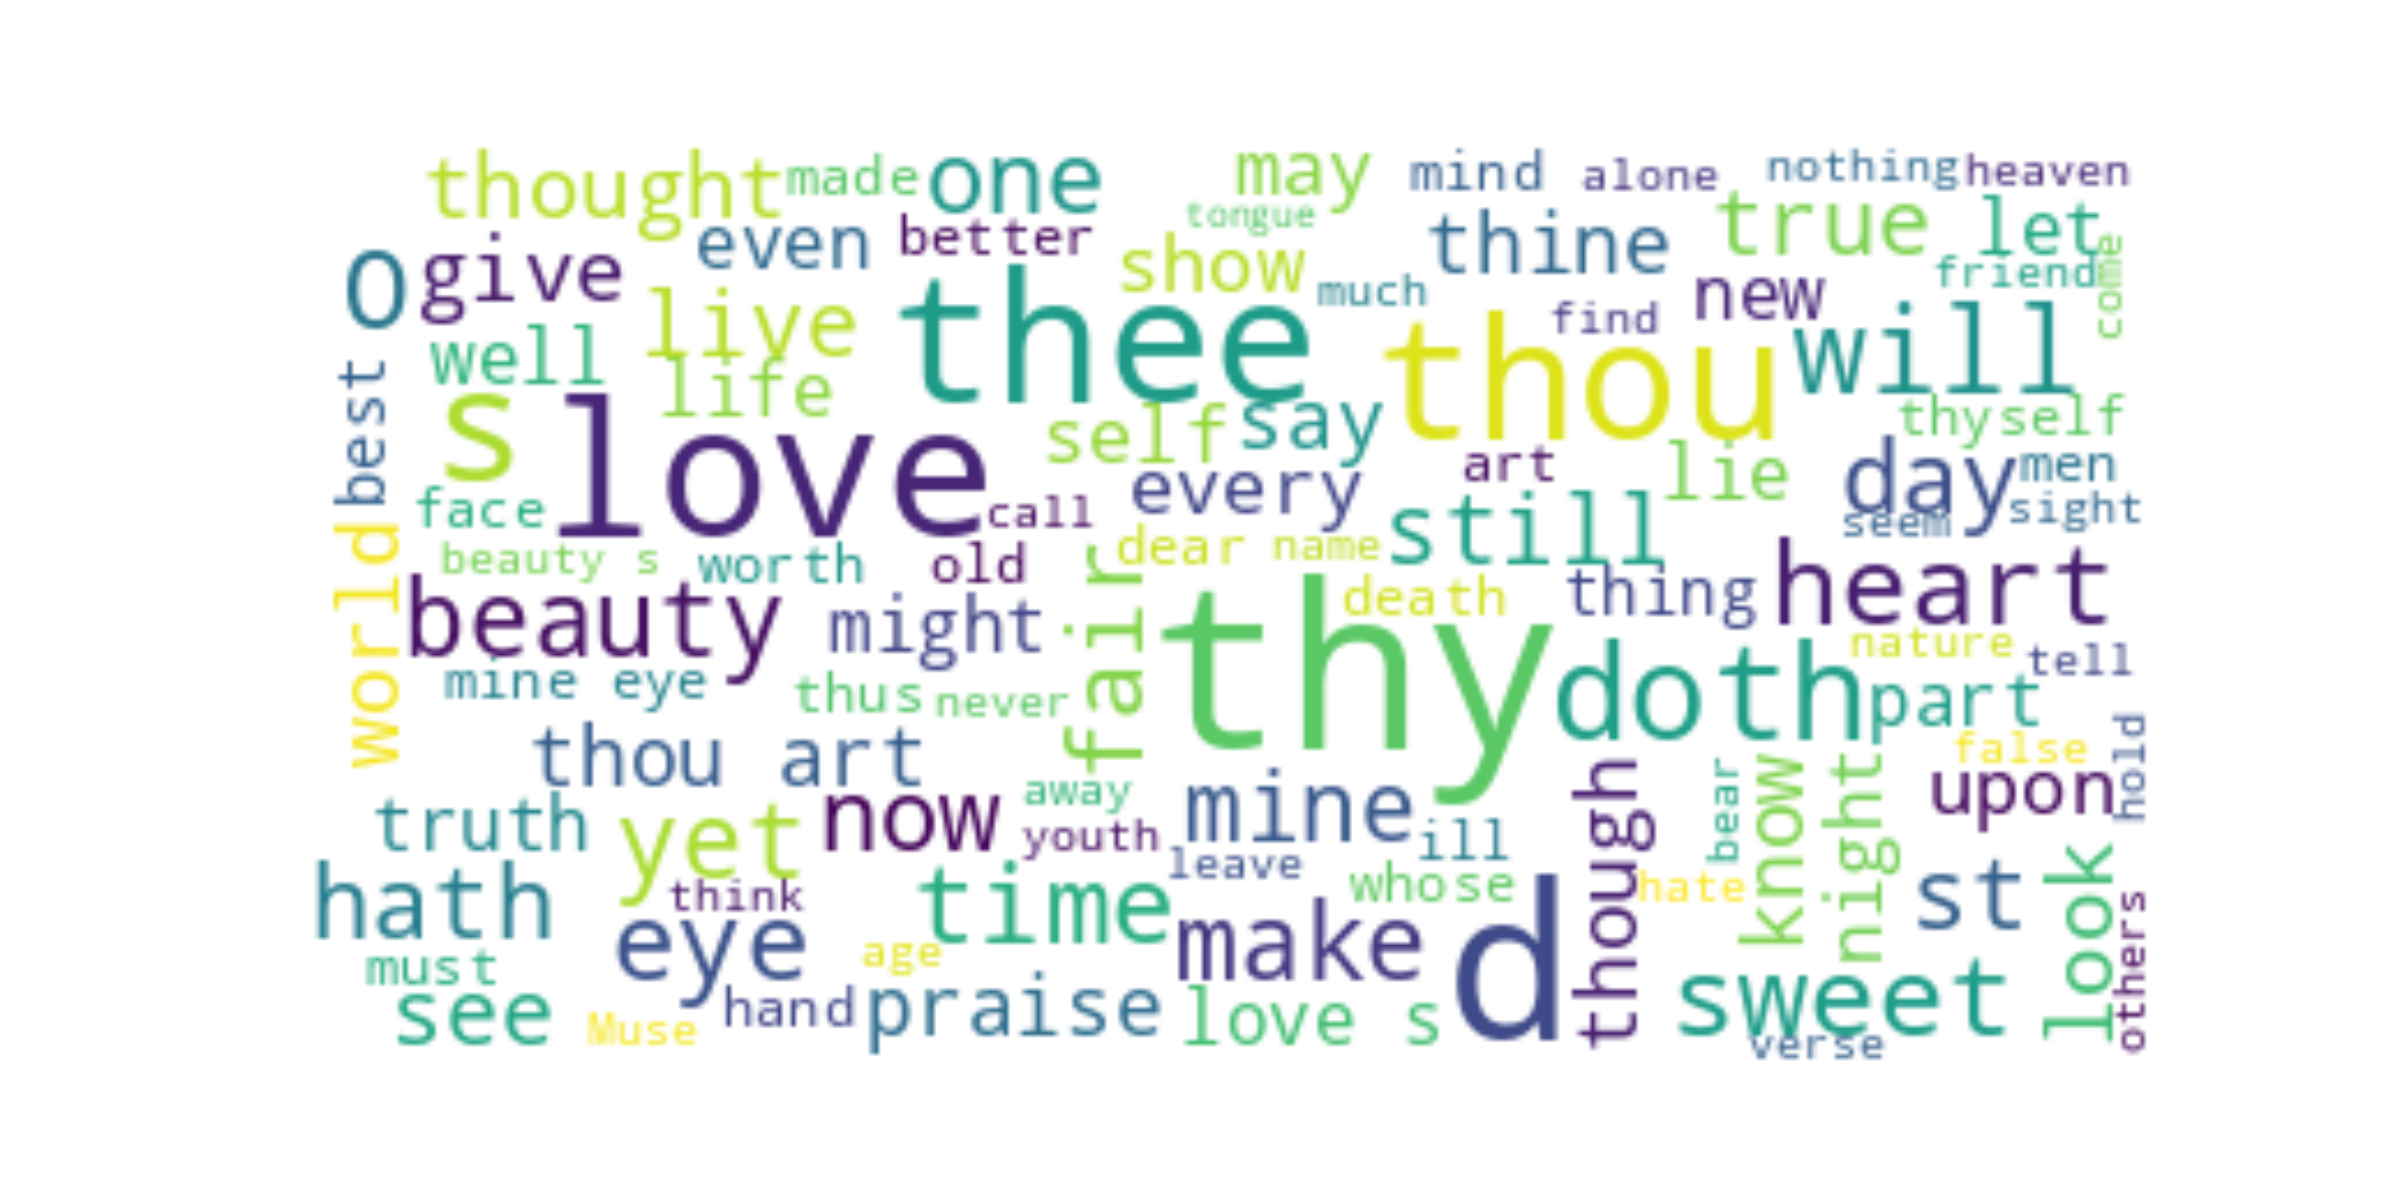 thought made one may mind alone nothing heaven
tongue
O give even better show thine true let come
much find new friend
well live thee thou will
best life
s love self say thyself
face call every art lie day men
seem sight
world beauty s worth old dear name still
beauty might fair thy death thing heart
mine eye thus never doth nature tell
part
thou art false hold
truth yet now away mine though bear know night upon
youth ill
hath think time leave whose hate st look
must eye age make d others
see Muse hand praise love s sweet
verse